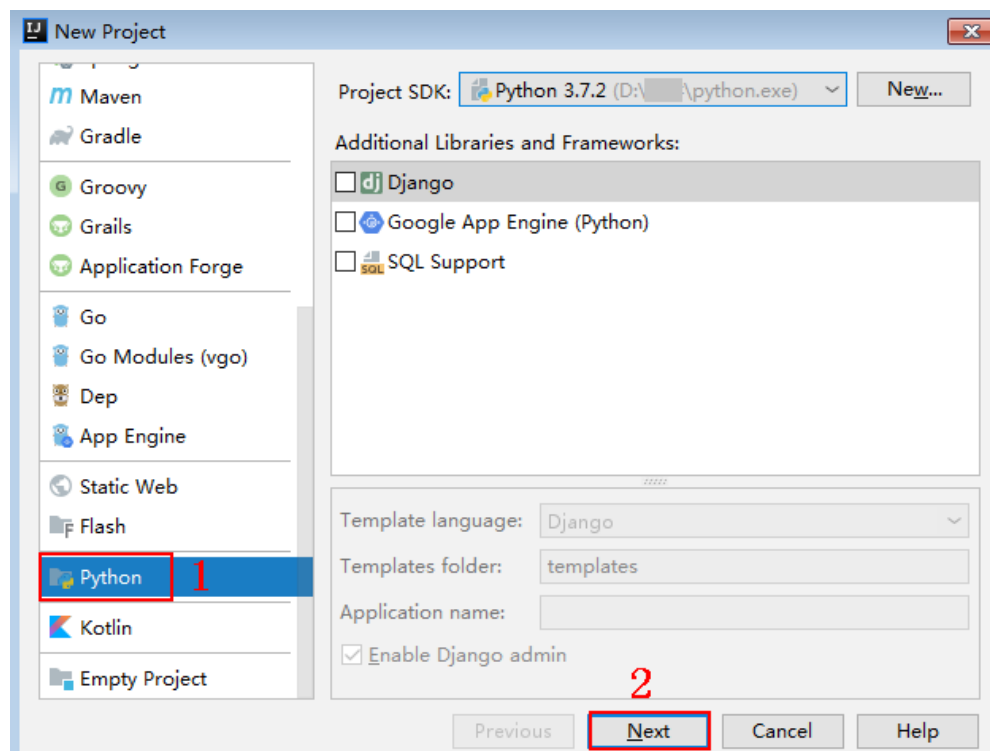 New Project
Maven
Gradle
Groovy
Grails
Application Forge
Go
Go Modules (vgo)
Dep
App Engine
Static Web
Flash
Python
1
Kotlin
Empty Project
Project SDK: Python 3.7.2 (D:\ \python.exe) New...
Additional Libraries and Frameworks:
Django
Google App Engine (Python)
SQL Support
Template language: Django
Templates folder: templates
Application name:
Enable Django admin
2
Previous Next Cancel Help